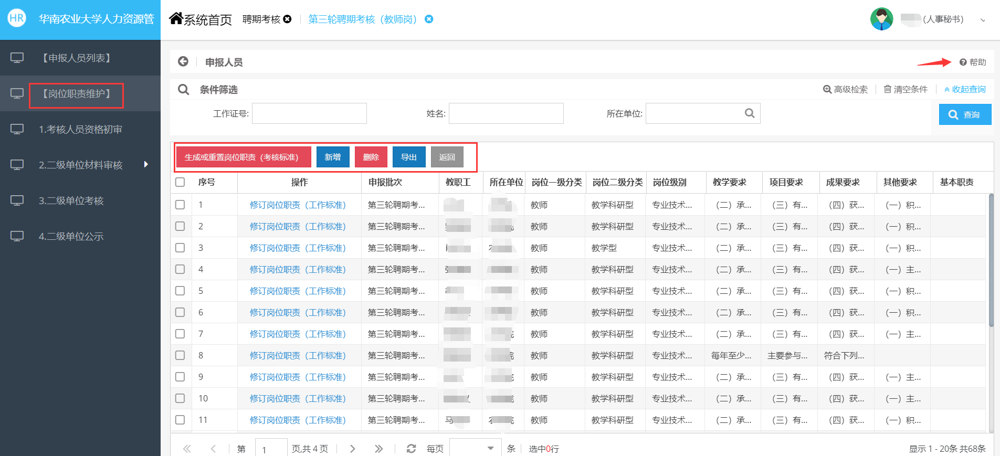 HR 华南农业大学人力资源管 系统首页 聘期考核 第三轮聘期考核（教师岗） (人事秘书)
【申报人员列表】
【岗位职责维护】
1.考核人员资格初审
2.二级单位材料审核
3.二级单位考核
4.二级单位公示
申报人员 帮助
条件筛选 高级检索 清空条件 收起查询
工作证号: 姓名: 所在单位: 查询
生成或重置岗位职责（考核标准） 新增 删除 导出 返回
序号 操作 申报批次 教职工 所在单位 岗位一级分类 岗位二级分类 岗位级别 教学要求 项目要求 成果要求 其他要求 基本职责
1 修订岗位职责（工作标准） 第三轮聘期考... 教师 教学科研型 专业技术... （二）承... （三）有... （四）获... （一）积...
2 修订岗位职责（工作标准） 第三轮聘期考... 教师 教学科研型 专业技术... （二）承... （三）有... （四）获... （一）积...
3 修订岗位职责（工作标准） 第三轮聘期考... 教师 教学型 专业技术... （二）承... （三）有... （四）获... （一）积...
4 修订岗位职责（工作标准） 第三轮聘期考... 教师 教学科研型 专业技术... （二）承... （三）有... （四）获... （一）主...
5 修订岗位职责（工作标准） 第三轮聘期考... 教师 教学科研型 专业技术... （二）承... （三）有... （四）获... （一）积...
6 修订岗位职责（工作标准） 第三轮聘期考... 教师 教学科研型 专业技术... （二）承... （三）有... （四）获... （一）积...
7 修订岗位职责（工作标准） 第三轮聘期考... 教师 教学科研型 专业技术... （二）承... （三）有... （四）获... （一）主...
8 修订岗位职责（工作标准） 第三轮聘期考... 教师 教学科研型 专业技术... 每年至少... 主要参与... 符合下列...
9 修订岗位职责（工作标准） 第三轮聘期考... 教师 教学科研型 专业技术... （二）承... （三）有... （四）获... （一）主...
10 修订岗位职责（工作标准） 第三轮聘期考... 教师 教学科研型 专业技术... （二）承... （三）有... （四）获... （一）主...
11 修订岗位职责（工作标准） 第三轮聘期考... 马 教师 教学科研型 专业技术... （二）承... （三）有... （四）获... （一）积...
第 1 页,共 4 页 每页 条 选中0行 显示 1 - 20条 共68条